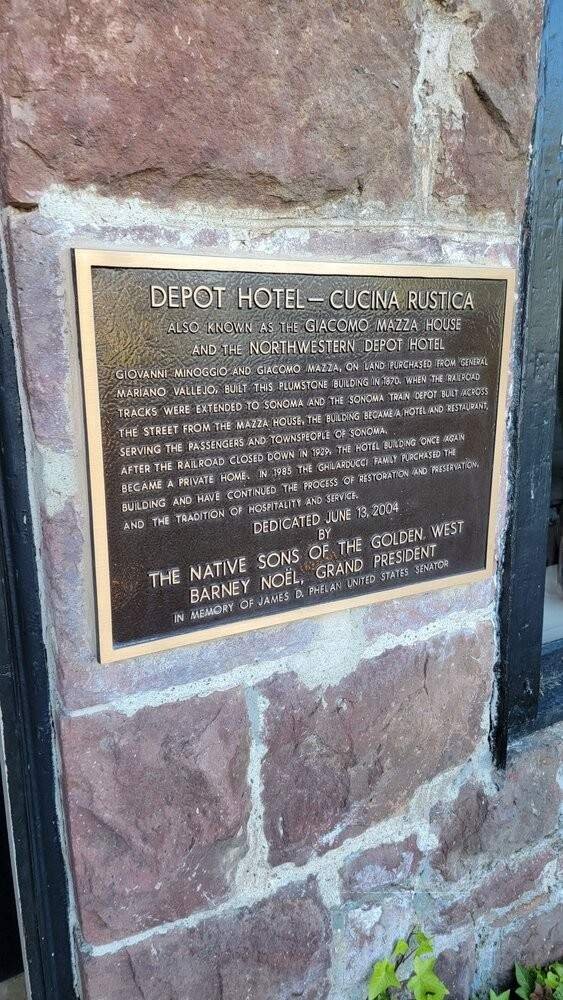 DEPOT HOTEL — CUCINA RUSTICA
ALSO KNOWN AS THE GIACOMO MAZZA HOUSE
AND THE NORTHWESTERN DEPOT HOTEL
GIOVANNI MINOGGIO AND GIACOMO MAZZA, ON LAND PURCHASED FROM GENERAL
MARIANO VALLEJO, BUILT THIS PLUMSTONE BUILDING IN 1870. WHEN THE RAILROAD
TRACKS WERE EXTENDED TO SONOMA AND THE SONOMA TRAIN DEPOT BUILT ACROSS
THE STREET FROM THE MAZZA HOUSE, THE BUILDING BECAME A HOTEL AND RESTAURANT,
SERVING THE PASSENGERS AND TOWNSPEOPLE OF SONOMA.
AFTER THE RAILROAD CLOSED DOWN IN 1929, THE HOTEL BUILDING ONCE AGAIN
BECAME A PRIVATE HOME. IN 1985 THE GHILARDUCCI FAMILY PURCHASED THE
BUILDING AND HAVE CONTINUED THE PROCESS OF RESTORATION AND PRESERVATION,
AND THE TRADITION OF HOSPITALITY AND SERVICE.
DEDICATED JUNE 13, 2004
BY
THE NATIVE SONS OF THE GOLDEN WEST
BARNEY NOËL, GRAND PRESIDENT
IN MEMORY OF JAMES D. PHELAN UNITED STATES SENATOR